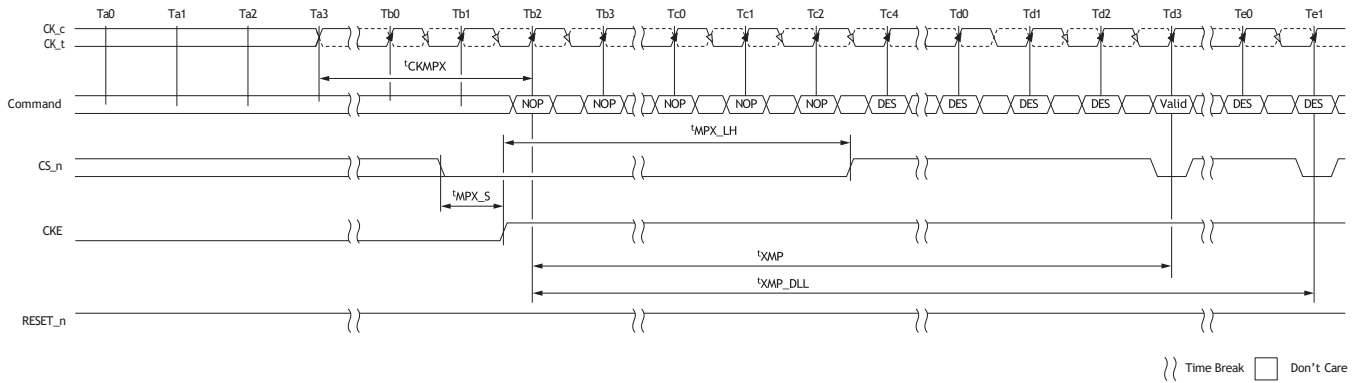 Ta0 Ta1 Ta2 Ta3 Tb0 Tb1 Tb2 Tb3 Tc0 Tc1 Tc2 Tc4 Td0 Td1 Td2 Td3 Te0 Te1
CK_c
CK_t
tCKMPX
Command NOP NOP NOP NOP NOP DES DES DES DES Valid DES DES
tMPX_LH
CS_n
tMPX_S
CKE
tXMP
tXMP_DLL
RESET_n
Time Break Don't Care